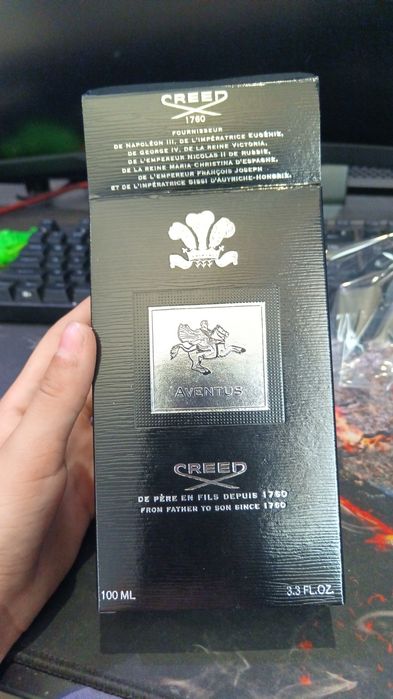 CREED
1760
FOURNISSEUR
DE NAPOLÉON III, DE L'IMPÉRATRICE EUGÉNIE,
DE GEORGE IV, DE LA REINE VICTORIA,
DE L'EMPEREUR NICOLAS II DE RUSSIE,
DE LA REINE MARIA CHRISTINA D'ESPAGNE,
DE L'EMPEREUR FRANÇOIS JOSEPH
ET DE L'IMPÉRATRICE SISSI D'AUTRICHE-HONGRIE.
AVENTUS
CREED
DE PÈRE EN FILS DEPUIS 1760
FROM FATHER TO SON SINCE 1760
100 ML 3.3 FL.OZ.